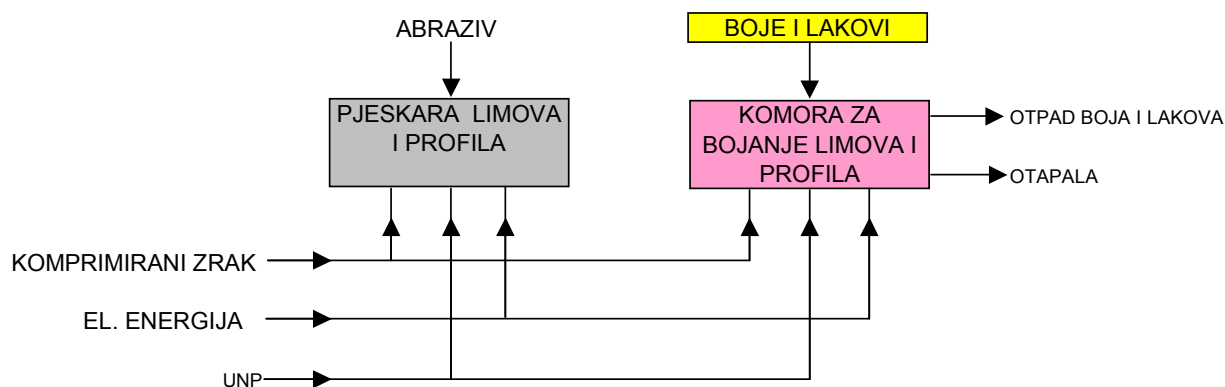 ABRAZIV
BOJE I LAKOVI
PJESKARA LIMOVA
I PROFILA
KOMORA ZA
BOJANJE LIMOVA I
PROFILA
OTPAD BOJA I LAKOVA
OTAPALA
KOMPRIMIRANI ZRAK
EL. ENERGIJA
UNP